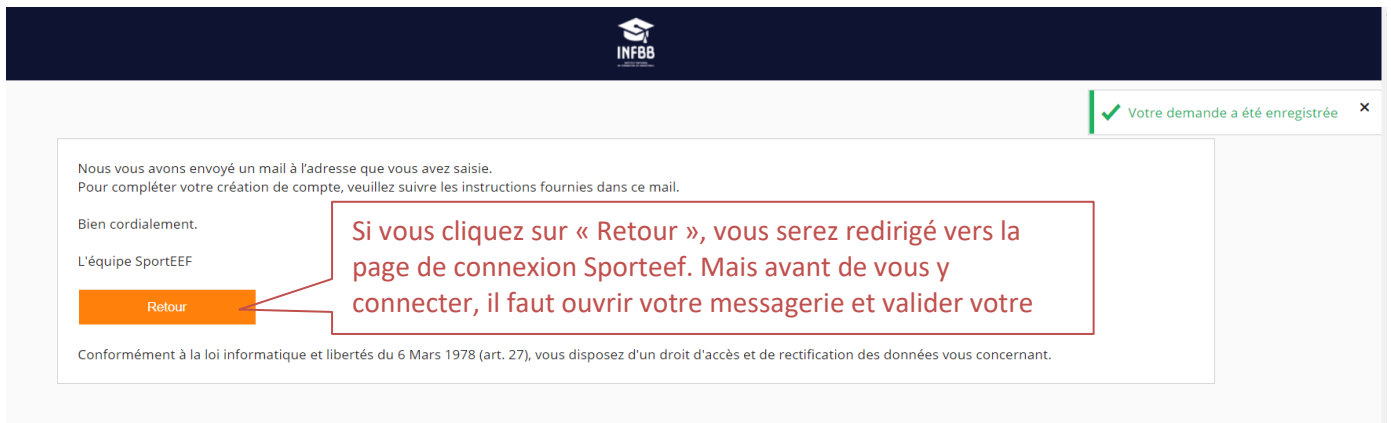 INFBB
Votre demande a été enregistrée
Nous vous avons envoyé un mail à l'adresse que vous avez saisie.
Pour compléter votre création de compte, veuillez suivre les instructions fournies dans ce mail.
Bien cordialement.
L'équipe SportEEF
Retour
Si vous cliquez sur « Retour », vous serez redirigé vers la
page de connexion Sporteef. Mais avant de vous y
connecter, il faut ouvrir votre messagerie et valider votre
Conformément à la loi informatique et libertés du 6 Mars 1978 (art. 27), vous disposez d'un droit d'accès et de rectification des données vous concernant.